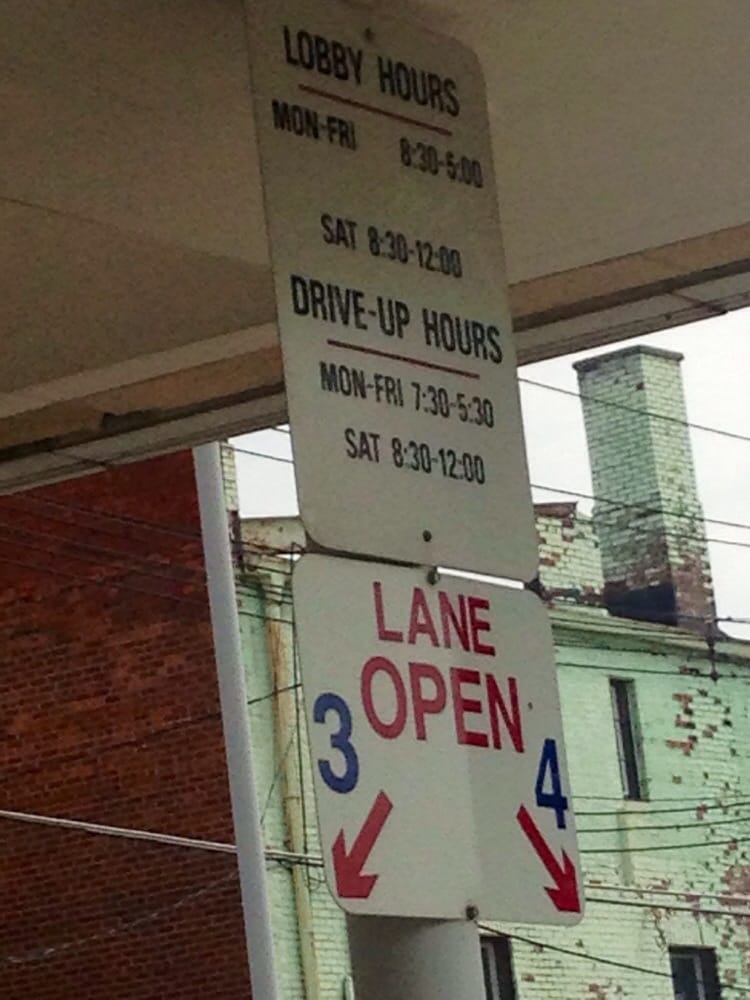 LOBBY HOURS
MON-FRI 8:30-5:00
SAT 8:30-12:00
DRIVE-UP HOURS
MON-FRI 7:30-5:30
SAT 8:30-12:00
LANE
OPEN
3 4